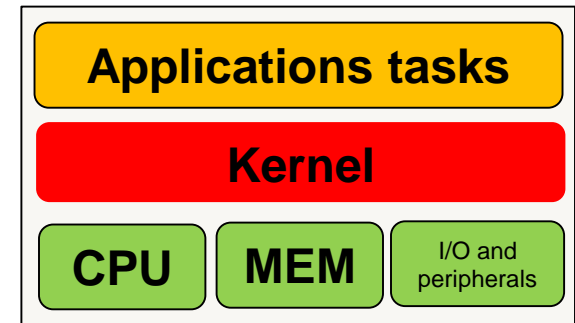 Applications tasks
Kernel
CPU
MEM
I/O and
peripherals